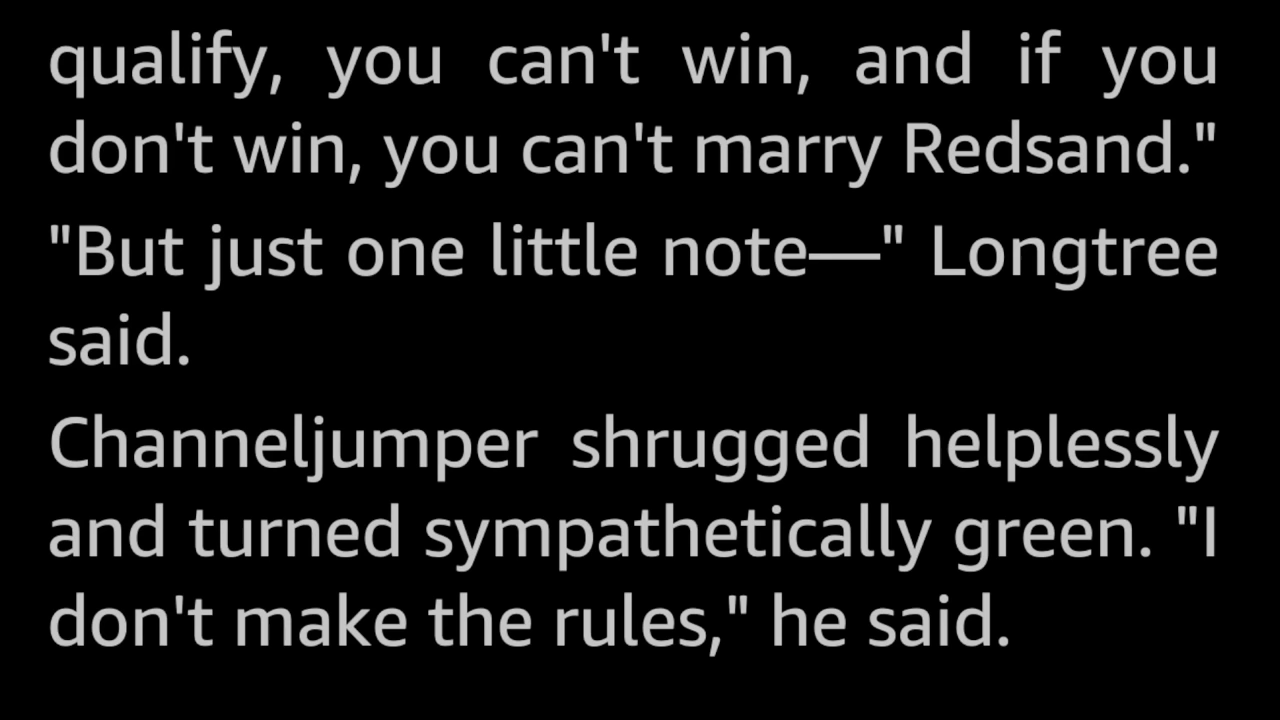 qualify, you can't win, and if you
don't win, you can't marry Redsand."
"But just one little note—" Longtree
said.
Channeljumper shrugged helplessly
and turned sympathetically green. "I
don't make the rules," he said.